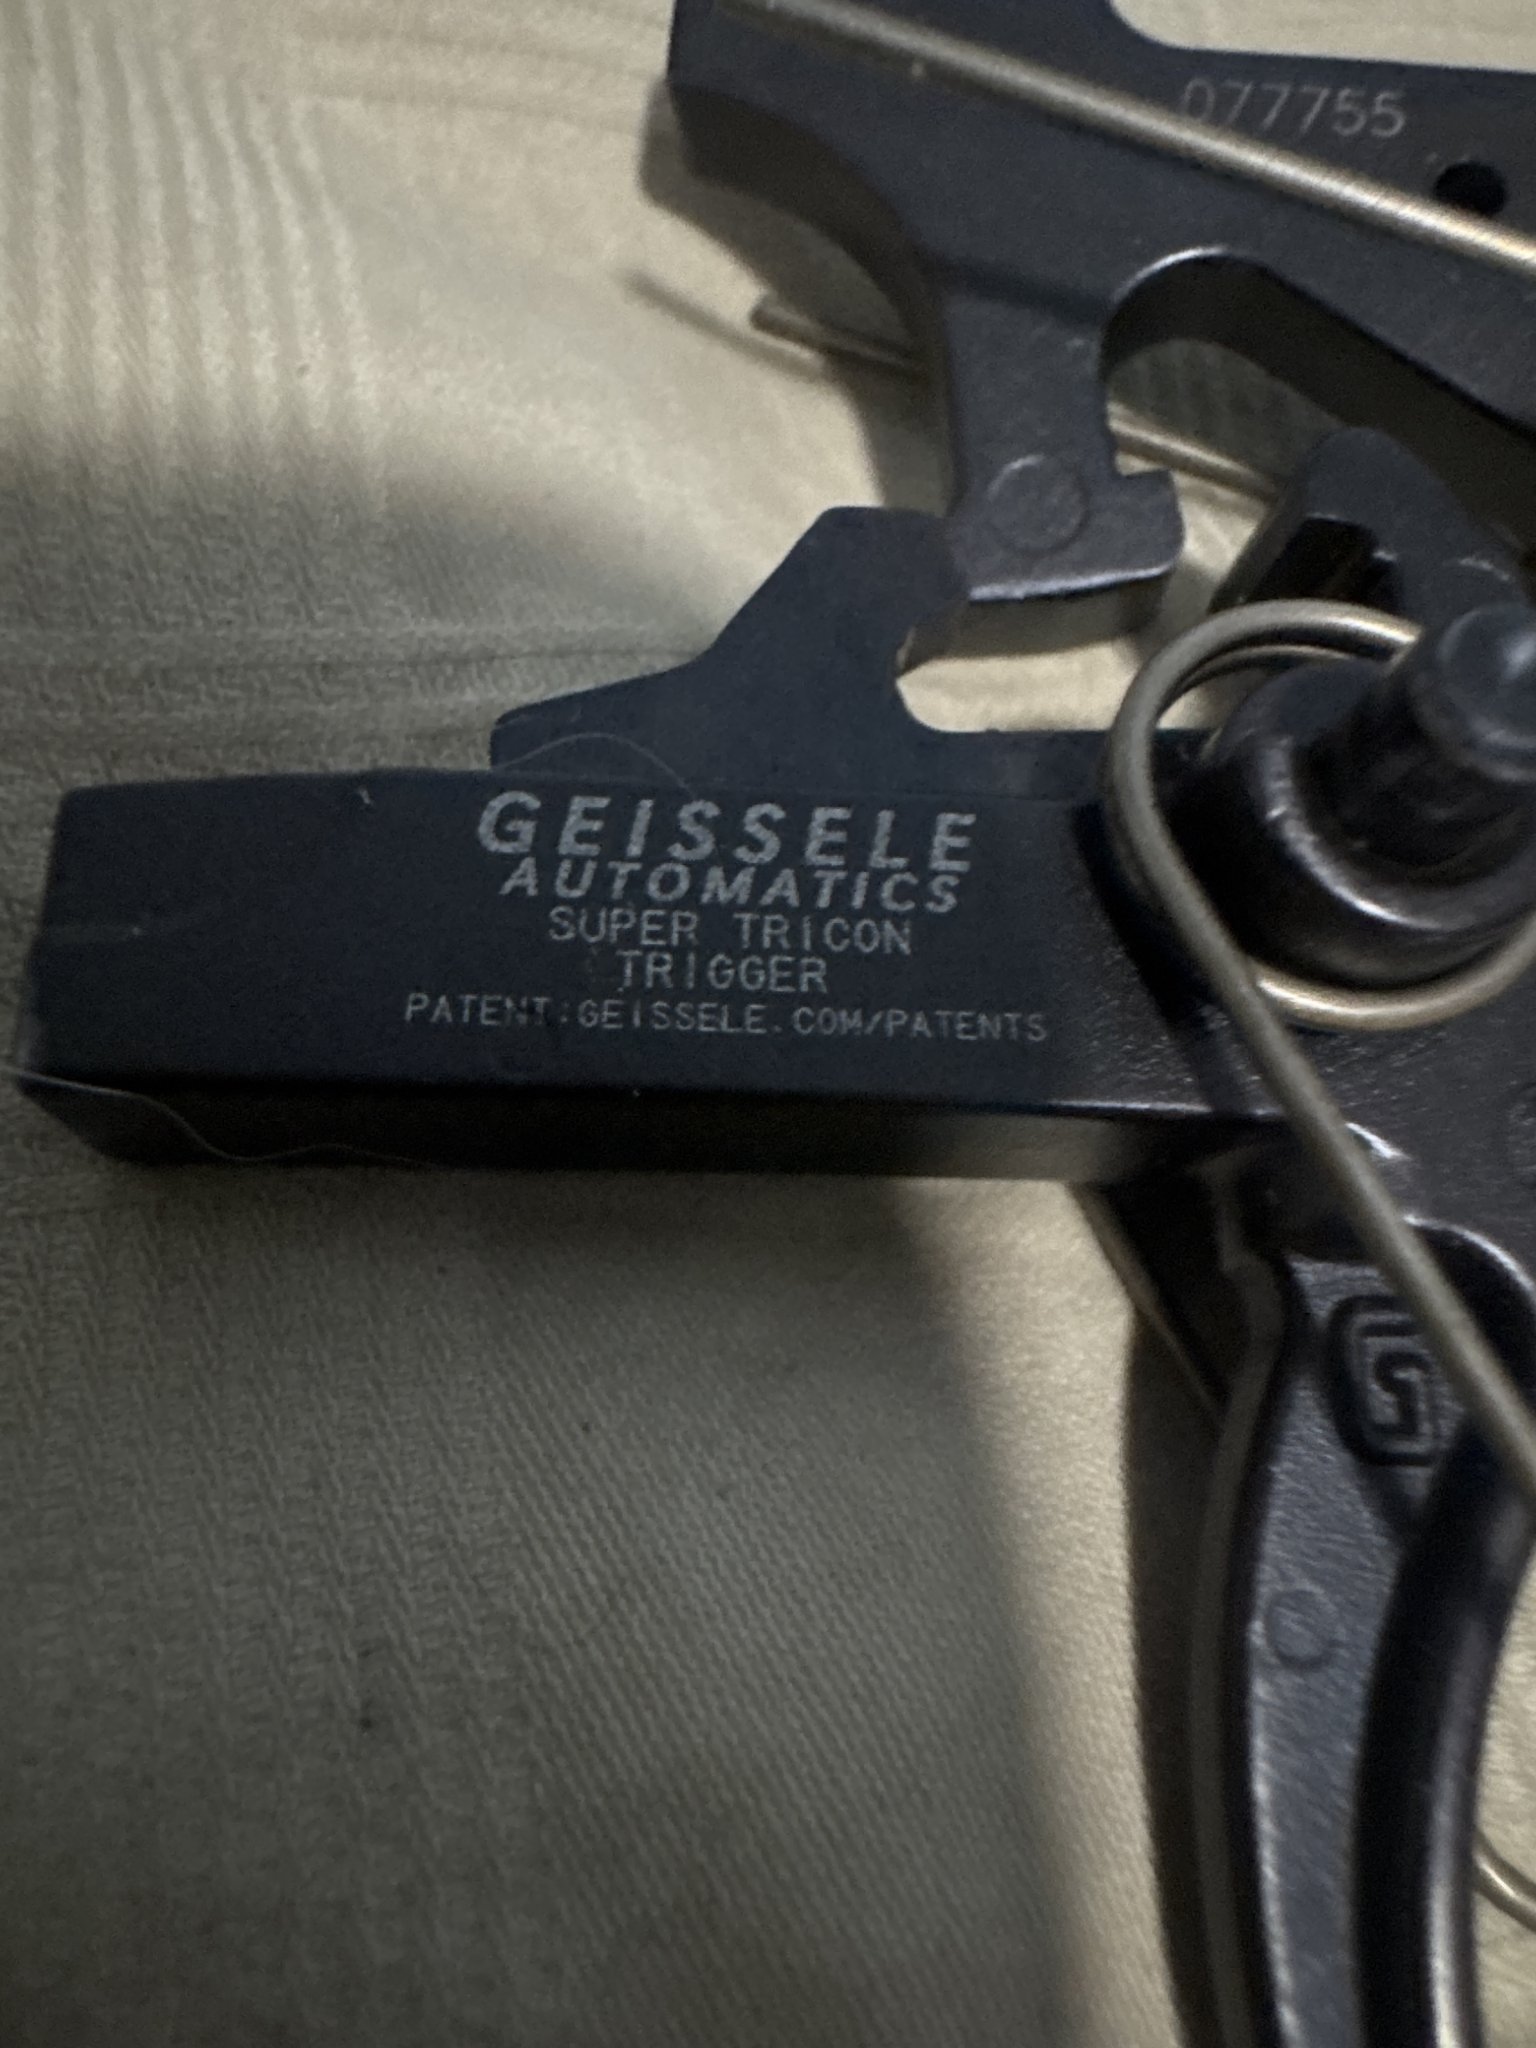 077755
GEISSELE
AUTOMATICS
SUPER TRICON
TRIGGER
PATENT:GEISSELE.COM/PATENTS
G